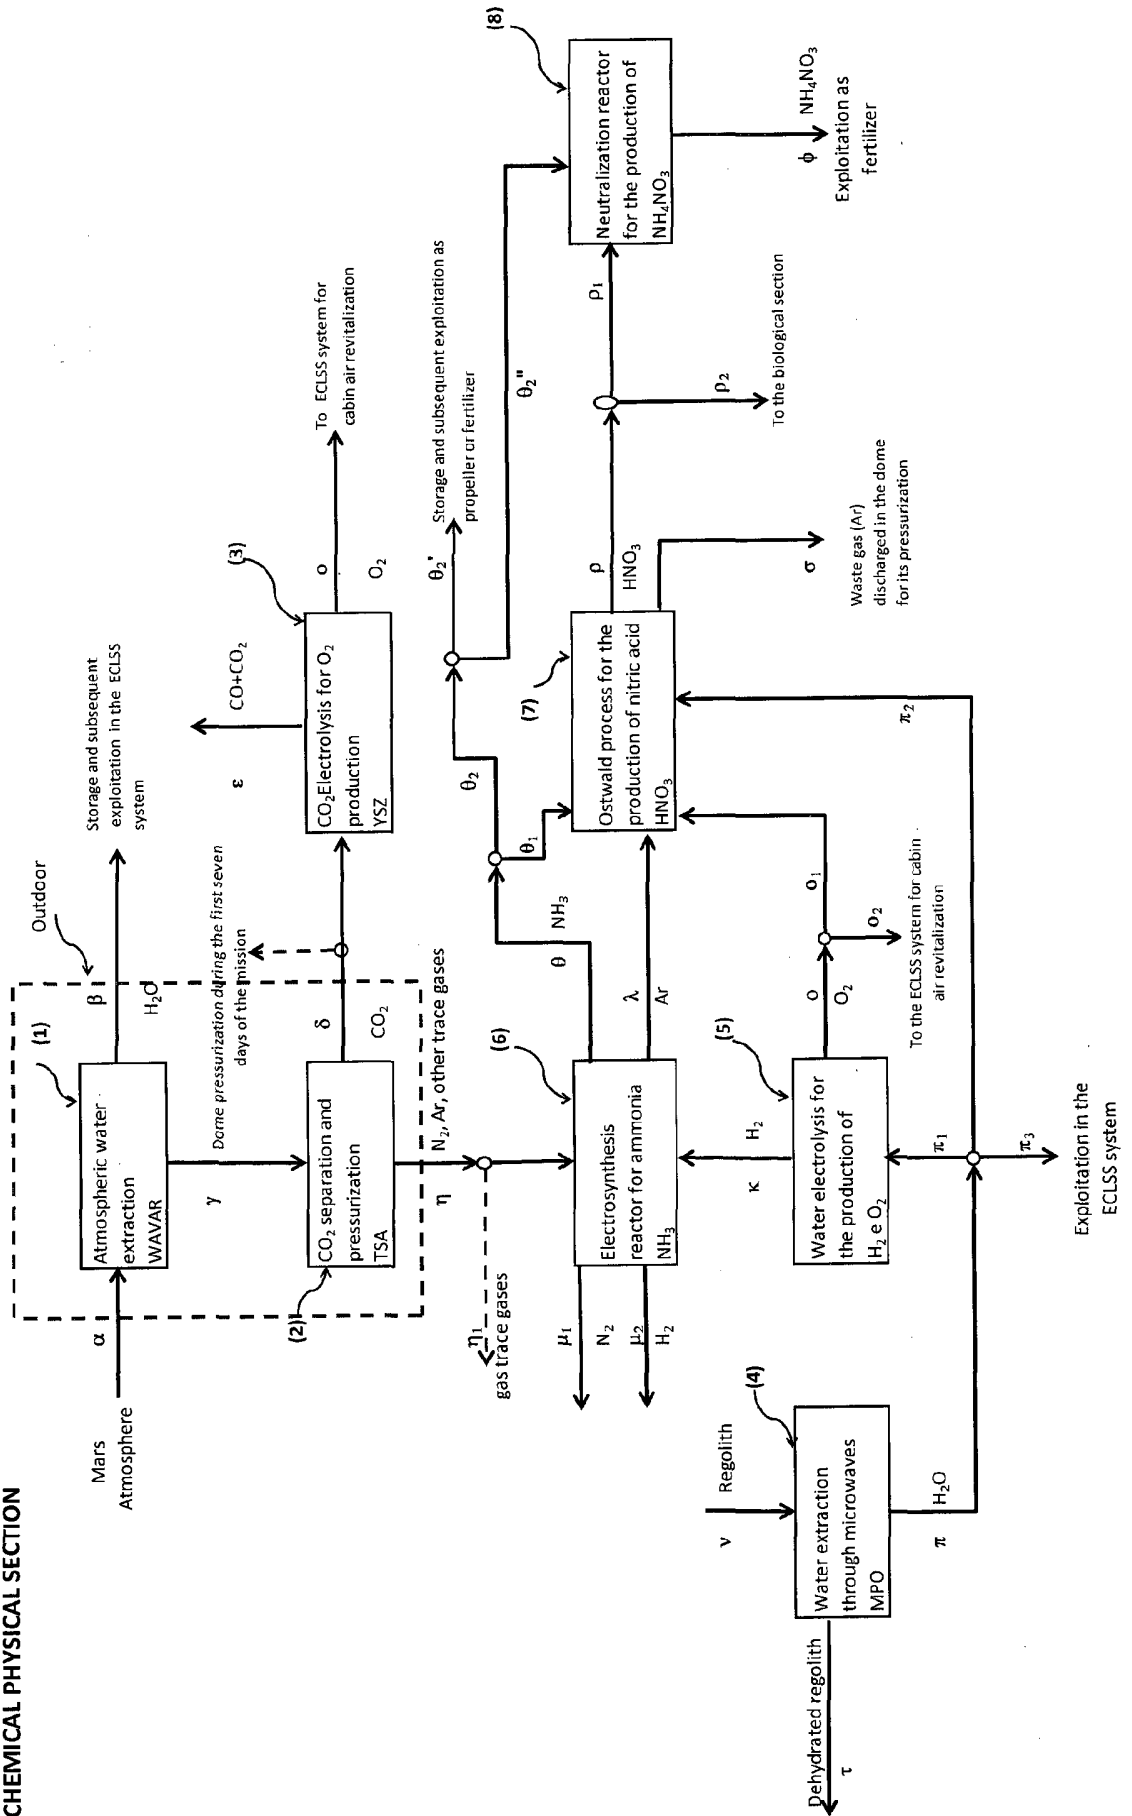 CHEMICAL PHYSICAL SECTION
Mars
Atmosphere
α
(1)
Atmospheric water
extraction
WAVAR
Outdoor
β
H₂O
Storage and subsequent
exploitation in the ECLSS
system
γ
Dome pressurization during the first seven
days of the mission
(2)
CO₂ separation and
pressurization
TSA
δ
CO₂
(3)
CO₂Electrolysis for O₂
production
YSZ
ε
CO+CO₂
ο
O₂
To ECLSS system for
cabin air revitalization
η
N₂, Ar, other trace gases
η₁
gas trace gases
(6)
Electrosynthesis
reactor for ammonia
NH₃
μ₁
N₂
μ₂
H₂
θ
NH₃
θ₁
θ₂
θ₂'
Storage and subsequent exploitation as
propeller or fertilizer
θ₂"
λ
Ar
(7)
Ostwald process for the
production of nitric acid
HNO₃
ρ
HNO₃
ρ₁
ρ₂
To the biological section
σ
Waste gas (Ar)
discharged in the dome
for its pressurization
(8)
Neutralization reactor
for the production of
NH₄NO₃
ϕ
NH₄NO₃
Exploitation as
fertilizer
κ
H₂
(5)
Water electrolysis for
the production of
H₂ e O₂
ο
O₂
ο₁
ο₂
To the ECLSS system for cabin
air revitalization
ν
Regolith
(4)
Water extraction
through microwaves
MPO
Dehydrated regolith
τ
π
H₂O
π₁
π₂
π₃
Exploitation in the
ECLSS system